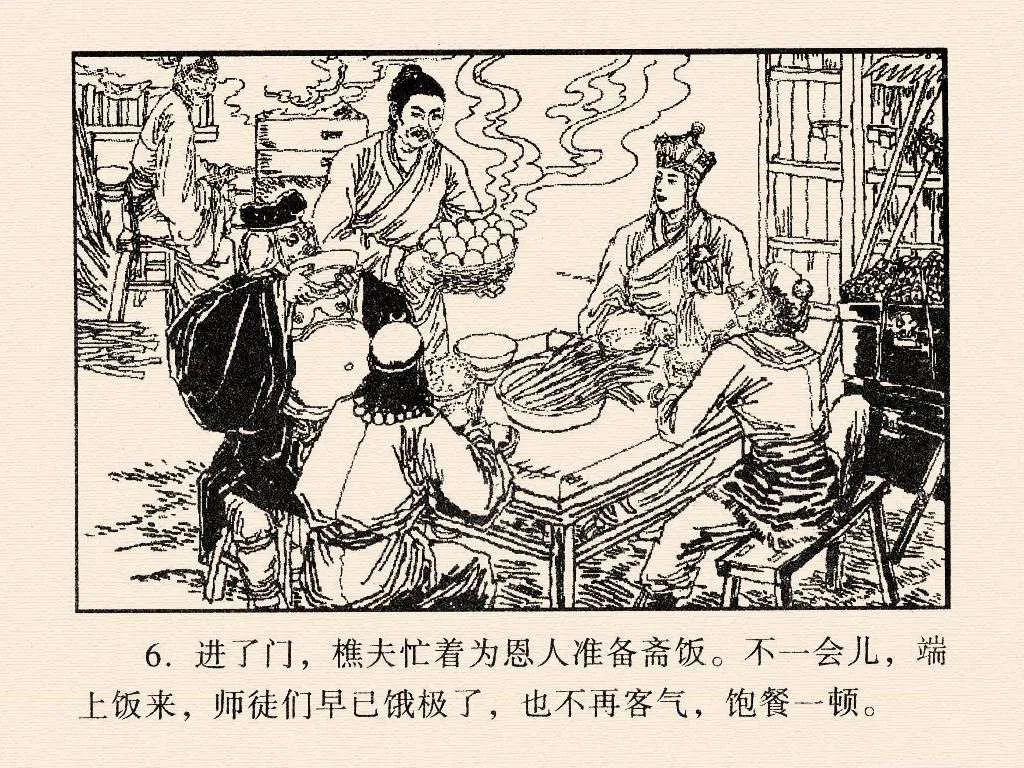 6. 进了门，樵夫忙着为恩人准备斋饭。不一会儿，端
上饭来，师徒们早已饿极了，也不再客气，饱餐一顿。